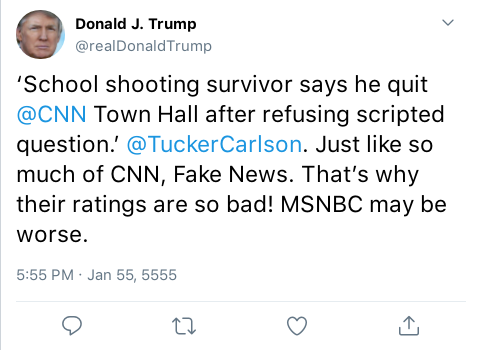 Donald J. Trump
@realDonaldTrump
‘School shooting survivor says he quit
@CNN Town Hall after refusing scripted
question.’ @TuckerCarlson. Just like so
much of CNN, Fake News. That’s why
their ratings are so bad! MSNBC may be
worse.
5:55 PM · Jan 55, 5555